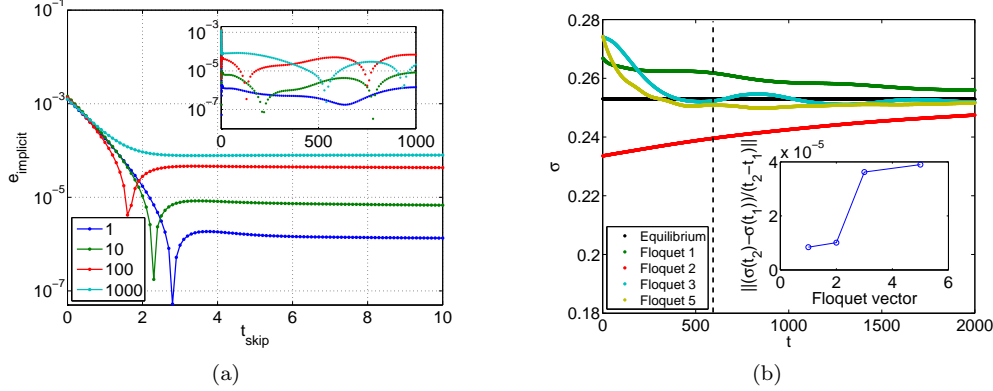 10^-1
10^-3
10^-5
10^-7
e_implicit
0 2 4 6 8 10
t_skip
1
10
100
1000
10^-3
10^-5
10^-7
0 500 1000
(a)
0.28
0.26
0.24
0.22
0.2
0.18
σ
0 500 1000 1500 2000
t
Equilibrium
Floquet 1
Floquet 2
Floquet 3
Floquet 5
4 x 10^-5
2
0
||(σ(t_2)−σ(t_1))/(t_2−t_1)||
0 2 4 6
Floquet vector
(b)